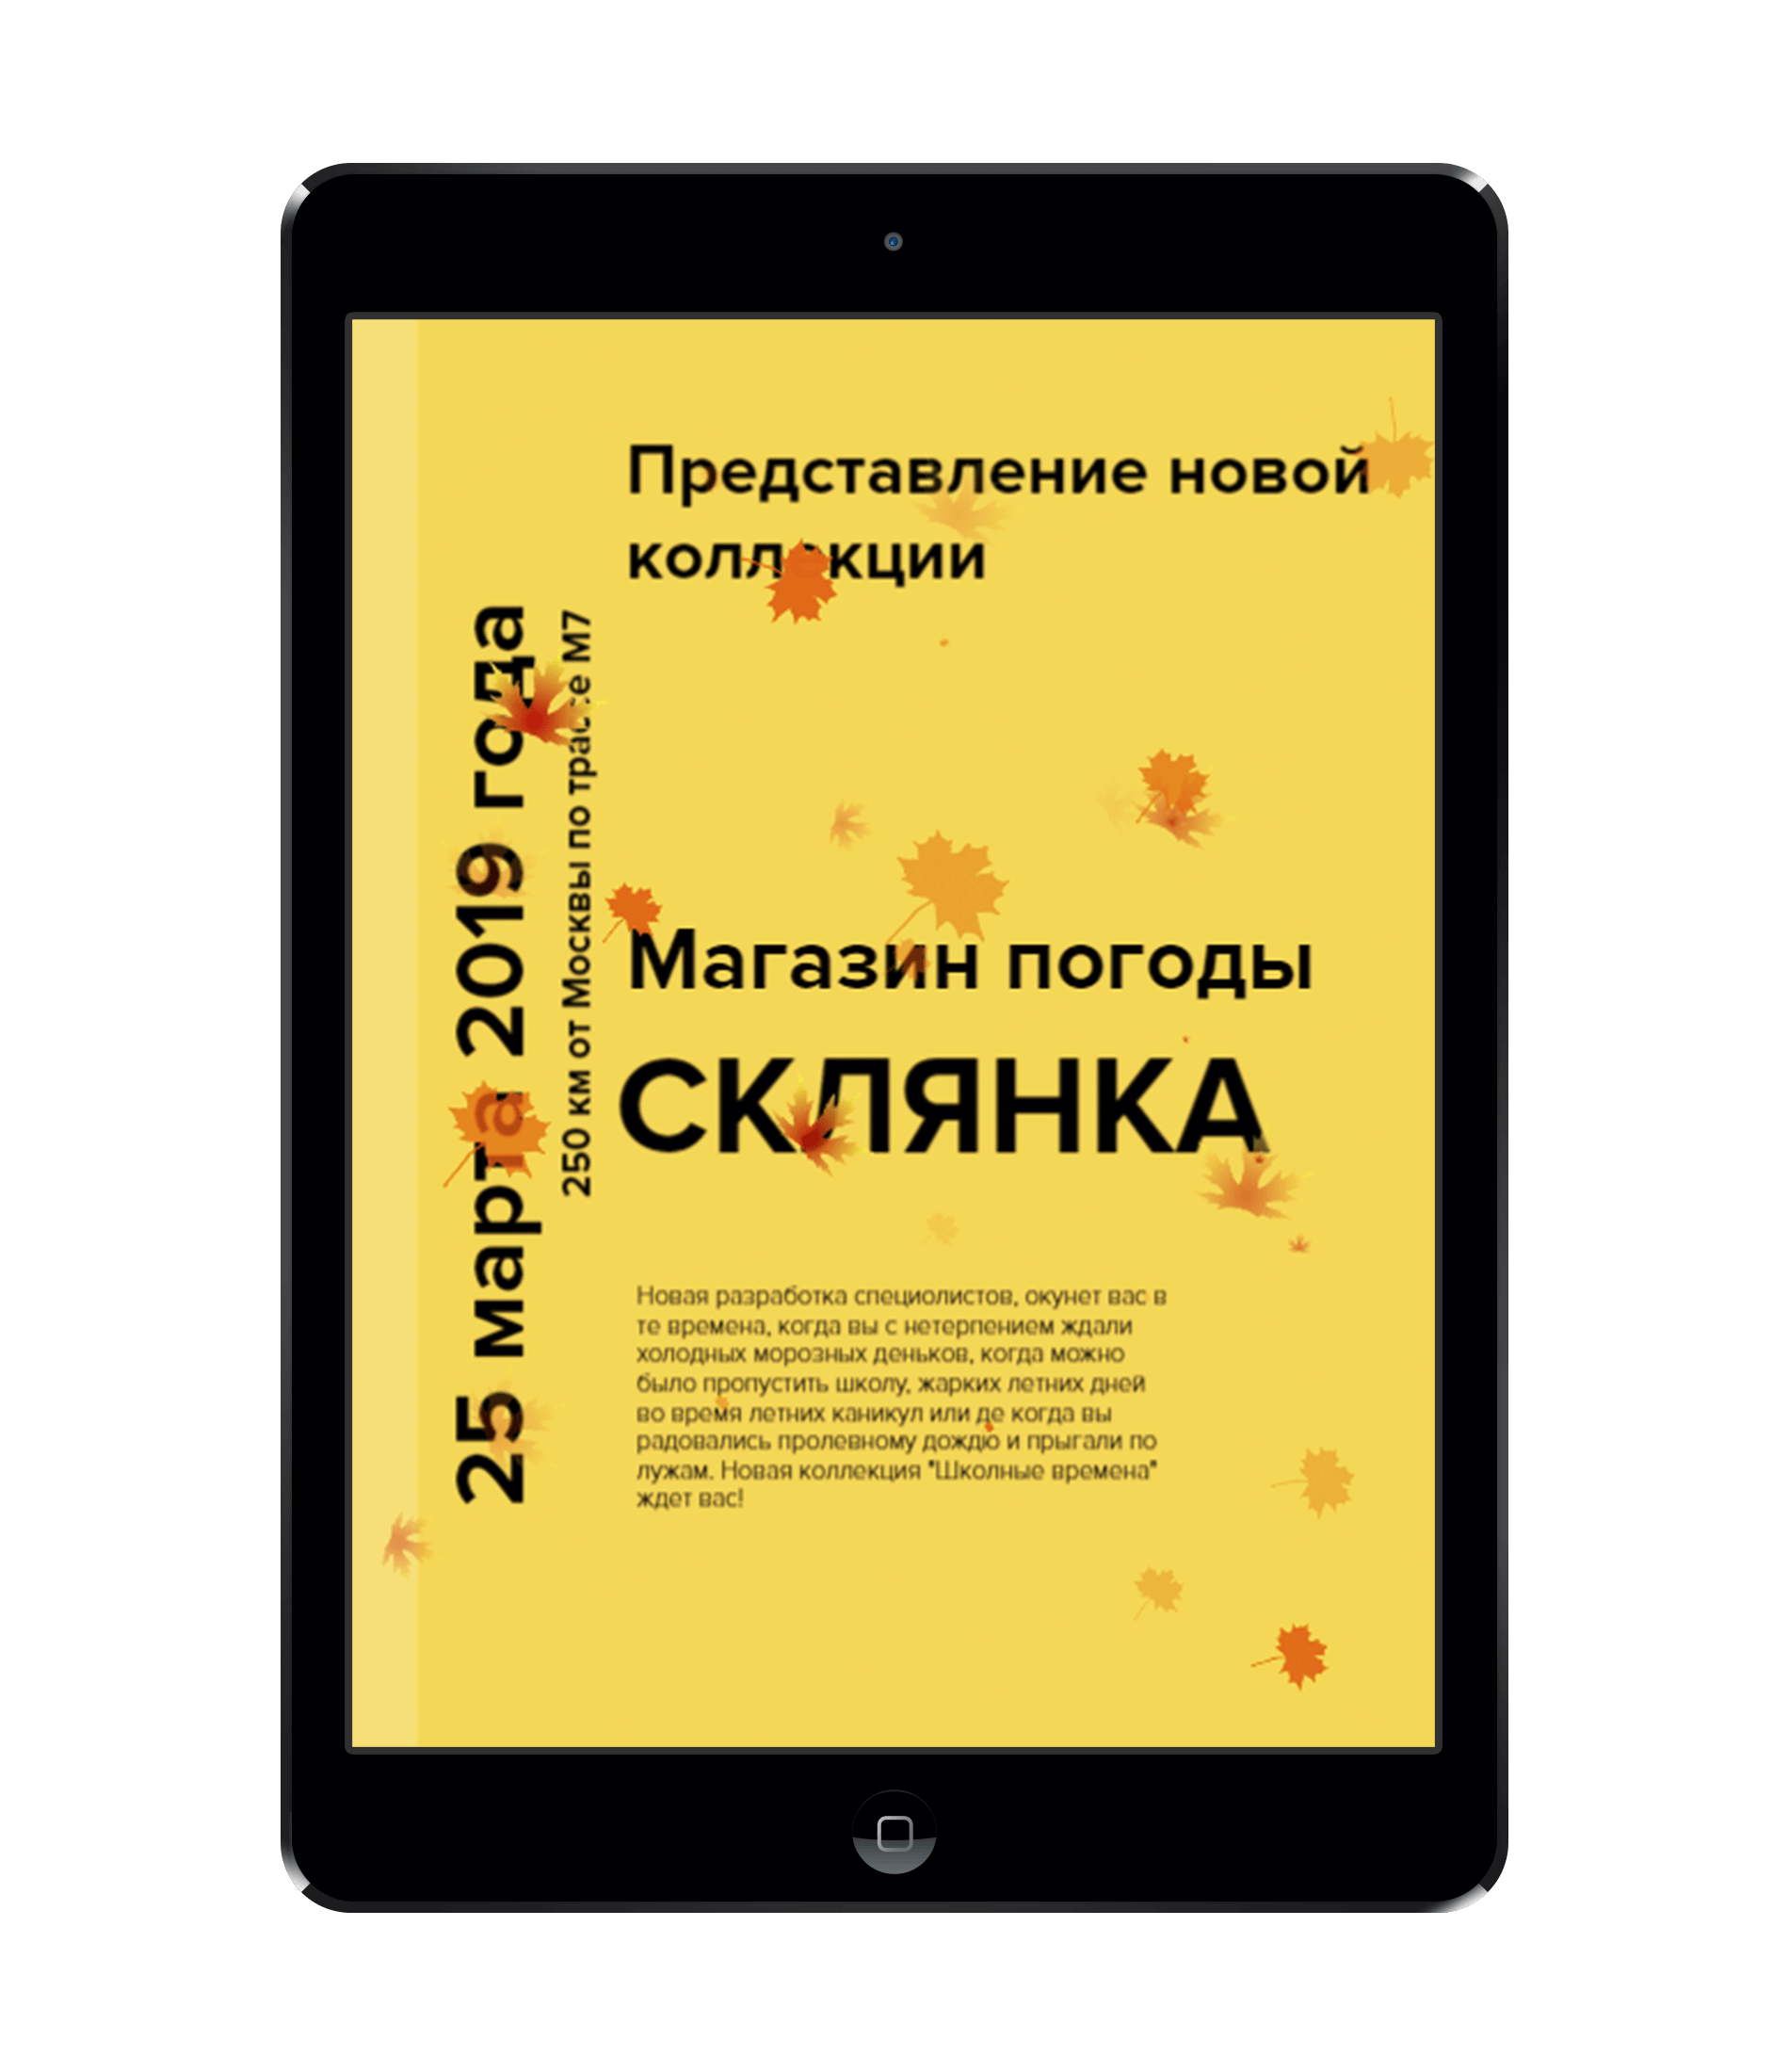 Представление новой
коллекции
25 марта 2019 года
250 км от Москвы по трассе М7
Магазин погоды
СКЛЯНКА
Новая разработка специолистов, окунет вас в
те времена, когда вы с нетерпением ждали
холодных морозных деньков, когда можно
было пропустить школу, жарких летних дней
во время летних каникул или де когда вы
радовались пролевному дождю и прыгали по
лужам. Новая коллекция "Школные времена"
ждет вас!